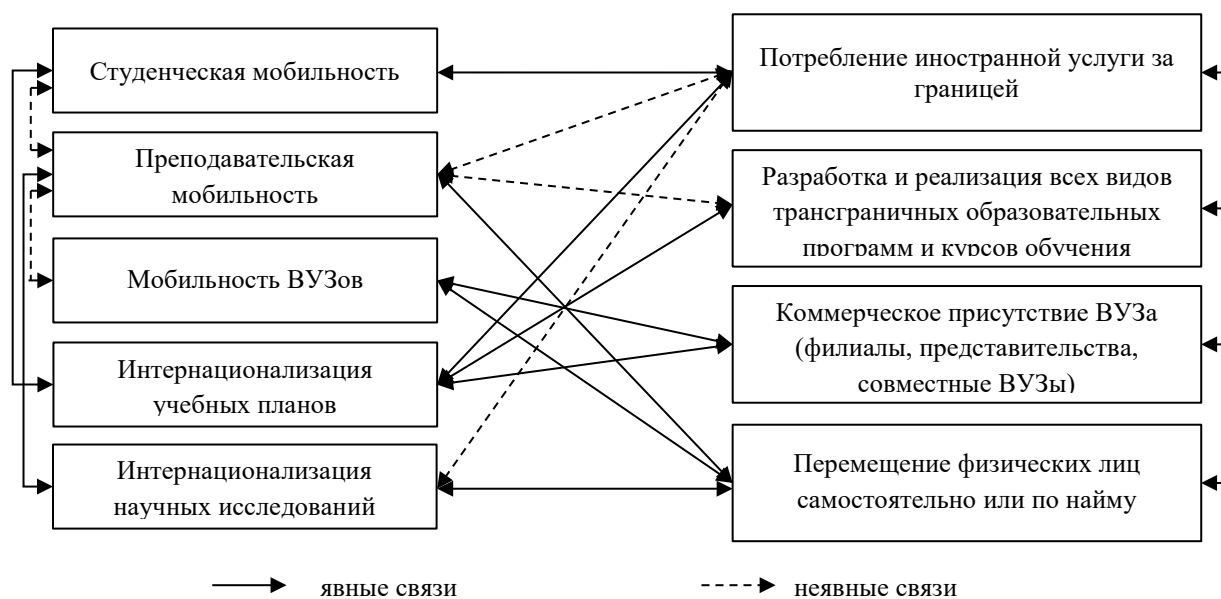 Студенческая мобильность
Преподавательская
мобильность
Мобильность ВУЗов
Интернационализация
учебных планов
Интернационализация
научных исследований
Потребление иностранной услуги за
границей
Разработка и реализация всех видов
трансграничных образовательных
программ и курсов обучения
Коммерческое присутствие ВУЗа
(филиалы, представительства,
совместные ВУЗы)
Перемещение физических лиц
самостоятельно или по найму
явные связи
неявные связи